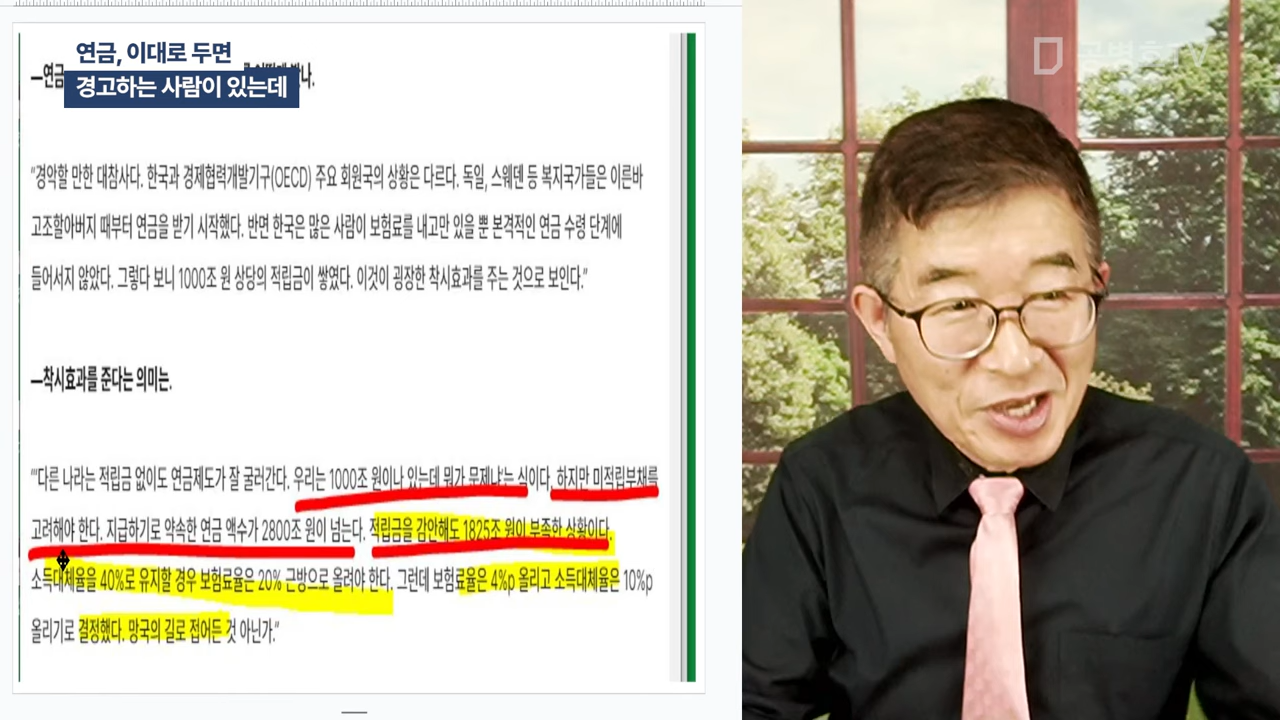 연금, 이대로 두면
경고하는 사람이 있는데
공병호TV
—연금
나.
“경악할 만한 대참사다. 한국과 경제협력개발기구(OECD) 주요 회원국의 상황은 다르다. 독일, 스웨덴 등 복지국가들은 이른바
고조할아버지 때부터 연금을 받기 시작했다. 반면 한국은 많은 사람이 보험료를 내고만 있을 뿐 본격적인 연금 수령 단계에
들어서지 않았다. 그렇다 보니 1000조 원 상당의 적립금이 쌓였다. 이것이 굉장한 착시효과를 주는 것으로 보인다.”
—착시효과를 준다는 의미는.
“‘다른 나라는 적립금 없이도 연금제도가 잘 굴러간다. 우리는 1000조 원이나 있는데 뭐가 문제냐’는 식이다. 하지만 미적립부채를
고려해야 한다. 지급하기로 약속한 연금 액수가 2800조 원이 넘는다. 적립금을 감안해도 1825조 원이 부족한 상황이다.
소득대체율을 40%로 유지할 경우 보험료율은 20% 근방으로 올려야 한다. 그런데 보험료율은 4%p 올리고 소득대체율은 10%p
올리기로 결정했다. 망국의 길로 접어든 것 아닌가.”